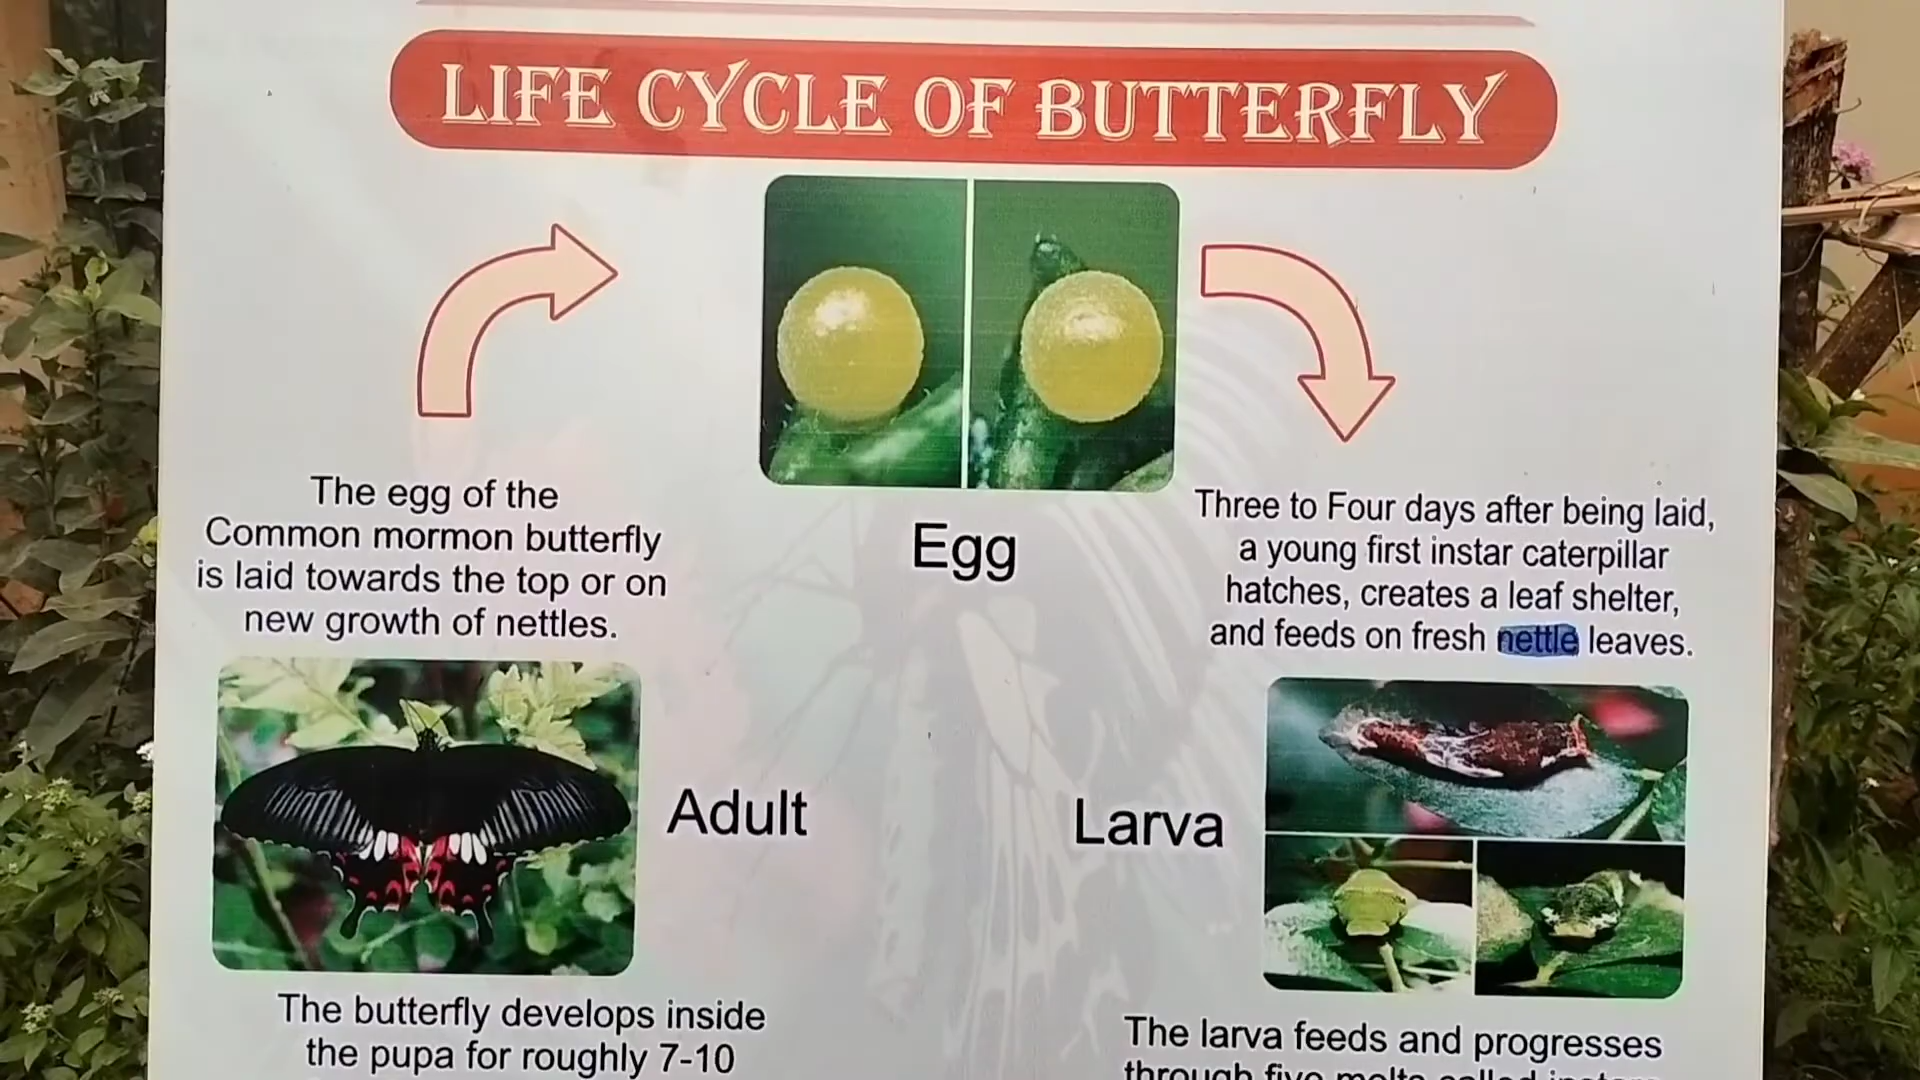 LIFE CYCLE OF BUTTERFLY
The egg of the
Common mormon butterfly
is laid towards the top or on
new growth of nettles.
Egg
Three to Four days after being laid,
a young first instar caterpillar
hatches, creates a leaf shelter,
and feeds on fresh nettle leaves.
Adult
Larva
The butterfly develops inside
the pupa for roughly 7-10
The larva feeds and progresses
through five molts called instars